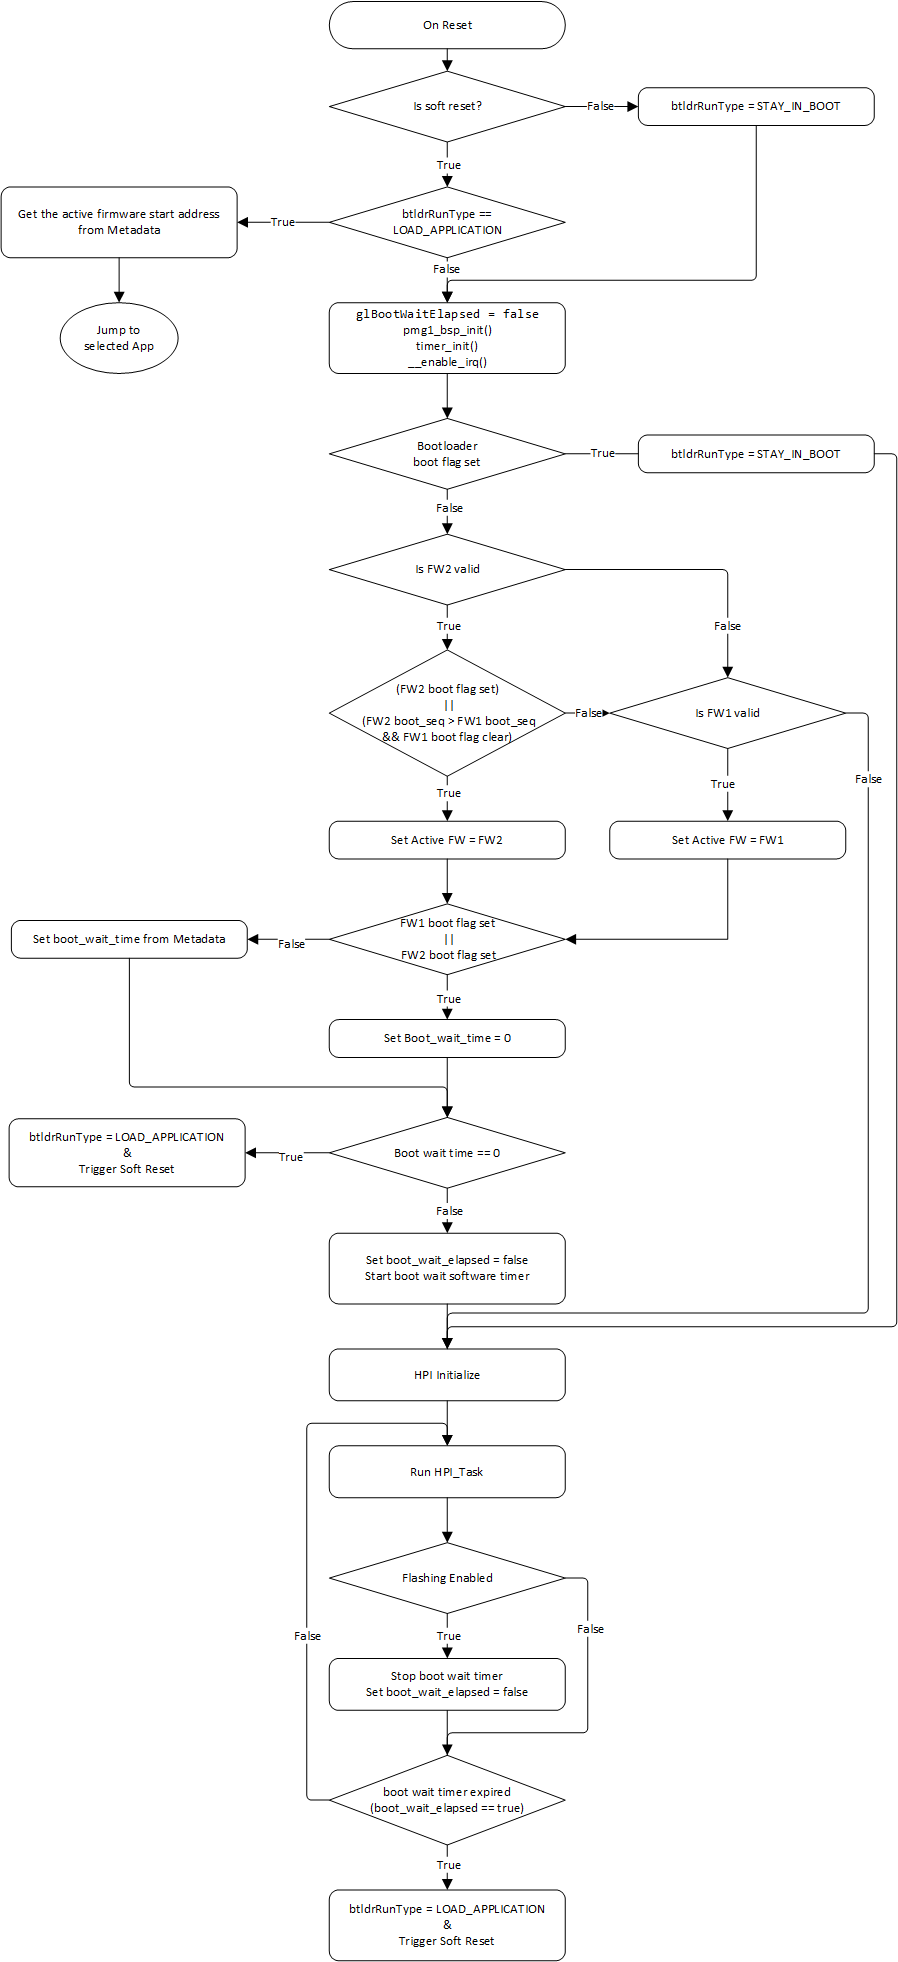 On Reset
Is soft reset?
False
btldrRunType = STAY_IN_BOOT
True
btldrRunType ==
LOAD_APPLICATION
True
Get the active firmware start address
from Metadata
False
Jump to
selected App
glBootWaitElapsed = false
pmg1_bsp_init()
timer_init()
__enable_irq()
Bootloader
boot flag set
True
btldrRunType = STAY_IN_BOOT
False
Is FW2 valid
True
False
(FW2 boot flag set)
||
(FW2 boot_seq > FW1 boot_seq
&& FW1 boot flag clear)
False
Is FW1 valid
False
True
True
Set Active FW = FW2
Set Active FW = FW1
FW1 boot flag set
||
FW2 boot flag set
False
Set boot_wait_time from Metadata
True
Set Boot_wait_time = 0
Boot wait time == 0
True
btldrRunType = LOAD_APPLICATION
&
Trigger Soft Reset
False
Set boot_wait_elapsed = false
Start boot wait software timer
HPI Initialize
Run HPI_Task
Flashing Enabled
True
False
False
Stop boot wait timer
Set boot_wait_elapsed = false
boot wait timer expired
(boot_wait_elapsed == true)
True
btldrRunType = LOAD_APPLICATION
&
Trigger Soft Reset